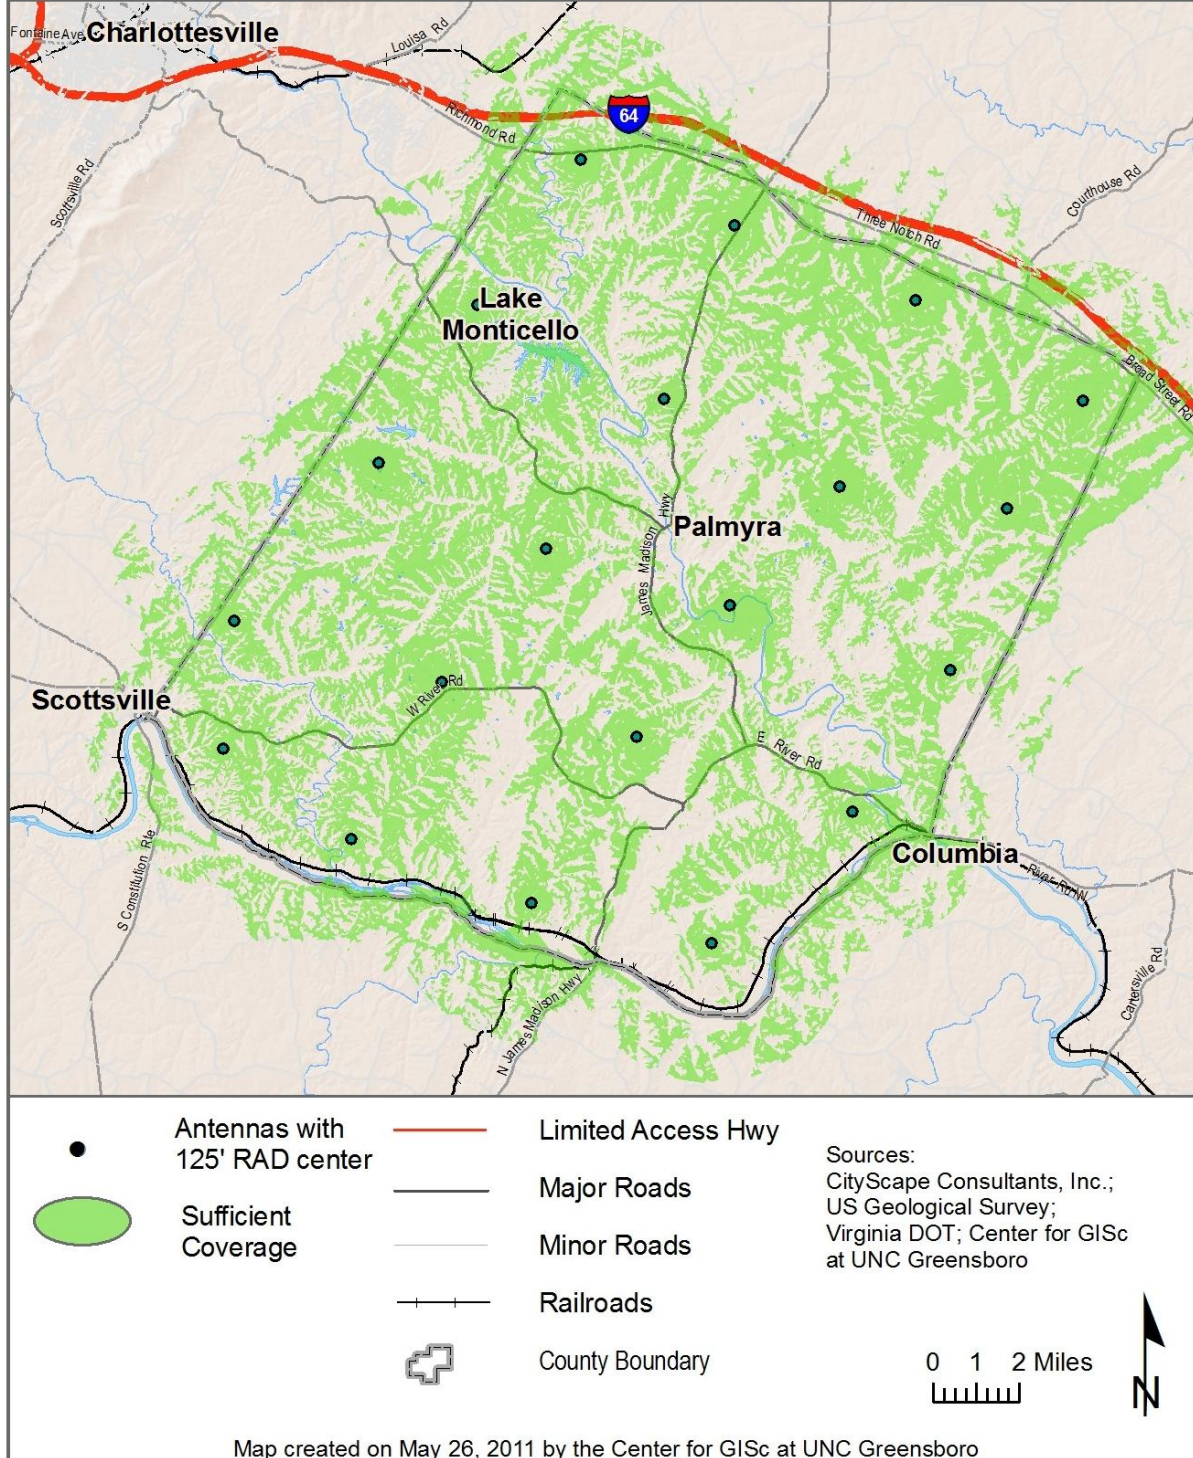 Fontaine Ave
Charlottesville
Louisa Rd
Richmond Rd
64
Scottsville Rd
Courthouse Rd
Three Notch Rd
Lake
Monticello
Broad Street Rd
James Madison Hwy
Palmyra
Scottsville
W River Rd
E River Rd
S Constitution Rte
Columbia
River Rd W
Cartersville Rd
N James Madison Hwy
Antennas with
125' RAD center
Sufficient
Coverage
Limited Access Hwy
Major Roads
Minor Roads
Railroads
County Boundary
Sources:
CityScape Consultants, Inc.;
US Geological Survey;
Virginia DOT; Center for GISc
at UNC Greensboro
0 1 2 Miles
N
Map created on May 26, 2011 by the Center for GISc at UNC Greensboro